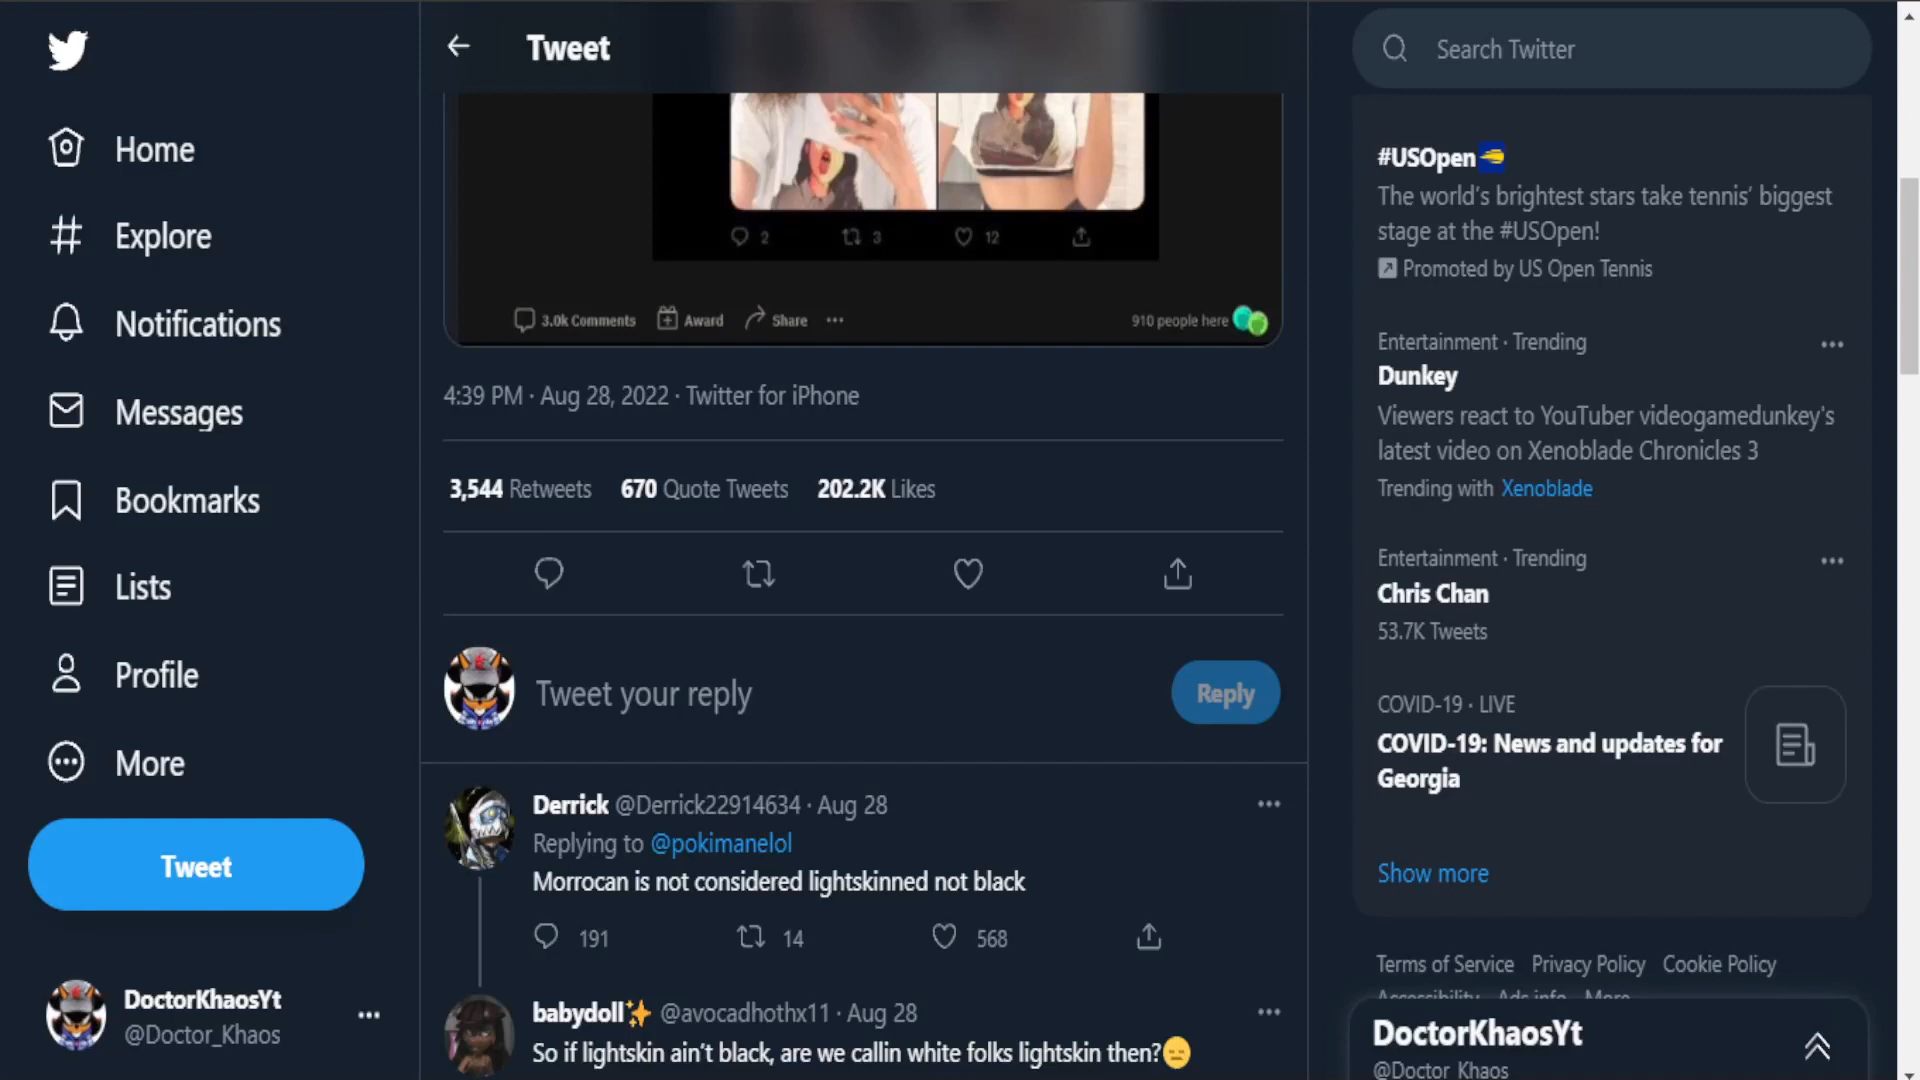 Home
Explore
Notifications
Messages
Bookmarks
Lists
Profile
More
Tweet
DoctorKhaosYt
@Doctor_Khaos
Tweet
2
3
12
3.0k Comments
Award
Share
910 people here
4:39 PM · Aug 28, 2022 · Twitter for iPhone
3,544 Retweets 670 Quote Tweets 202.2K Likes
Tweet your reply
Reply
Derrick @Derrick22914634 · Aug 28
Replying to @pokimanelol
Morrocan is not considered lightskinned not black
191
14
568
babydoll✨ @avocadhothx11 · Aug 28
So if lightskin ain't black, are we callin white folks lightskin then?😑
Search Twitter
#USOpen
The world's brightest stars take tennis' biggest
stage at the #USOpen!
Promoted by US Open Tennis
Entertainment · Trending
Dunkey
Viewers react to YouTuber videogamedunkey's
latest video on Xenoblade Chronicles 3
Trending with Xenoblade
Entertainment · Trending
Chris Chan
53.7K Tweets
COVID-19 · LIVE
COVID-19: News and updates for
Georgia
Show more
Terms of Service Privacy Policy Cookie Policy
Accessibility Ads info More
DoctorKhaosYt
@Doctor_Khaos